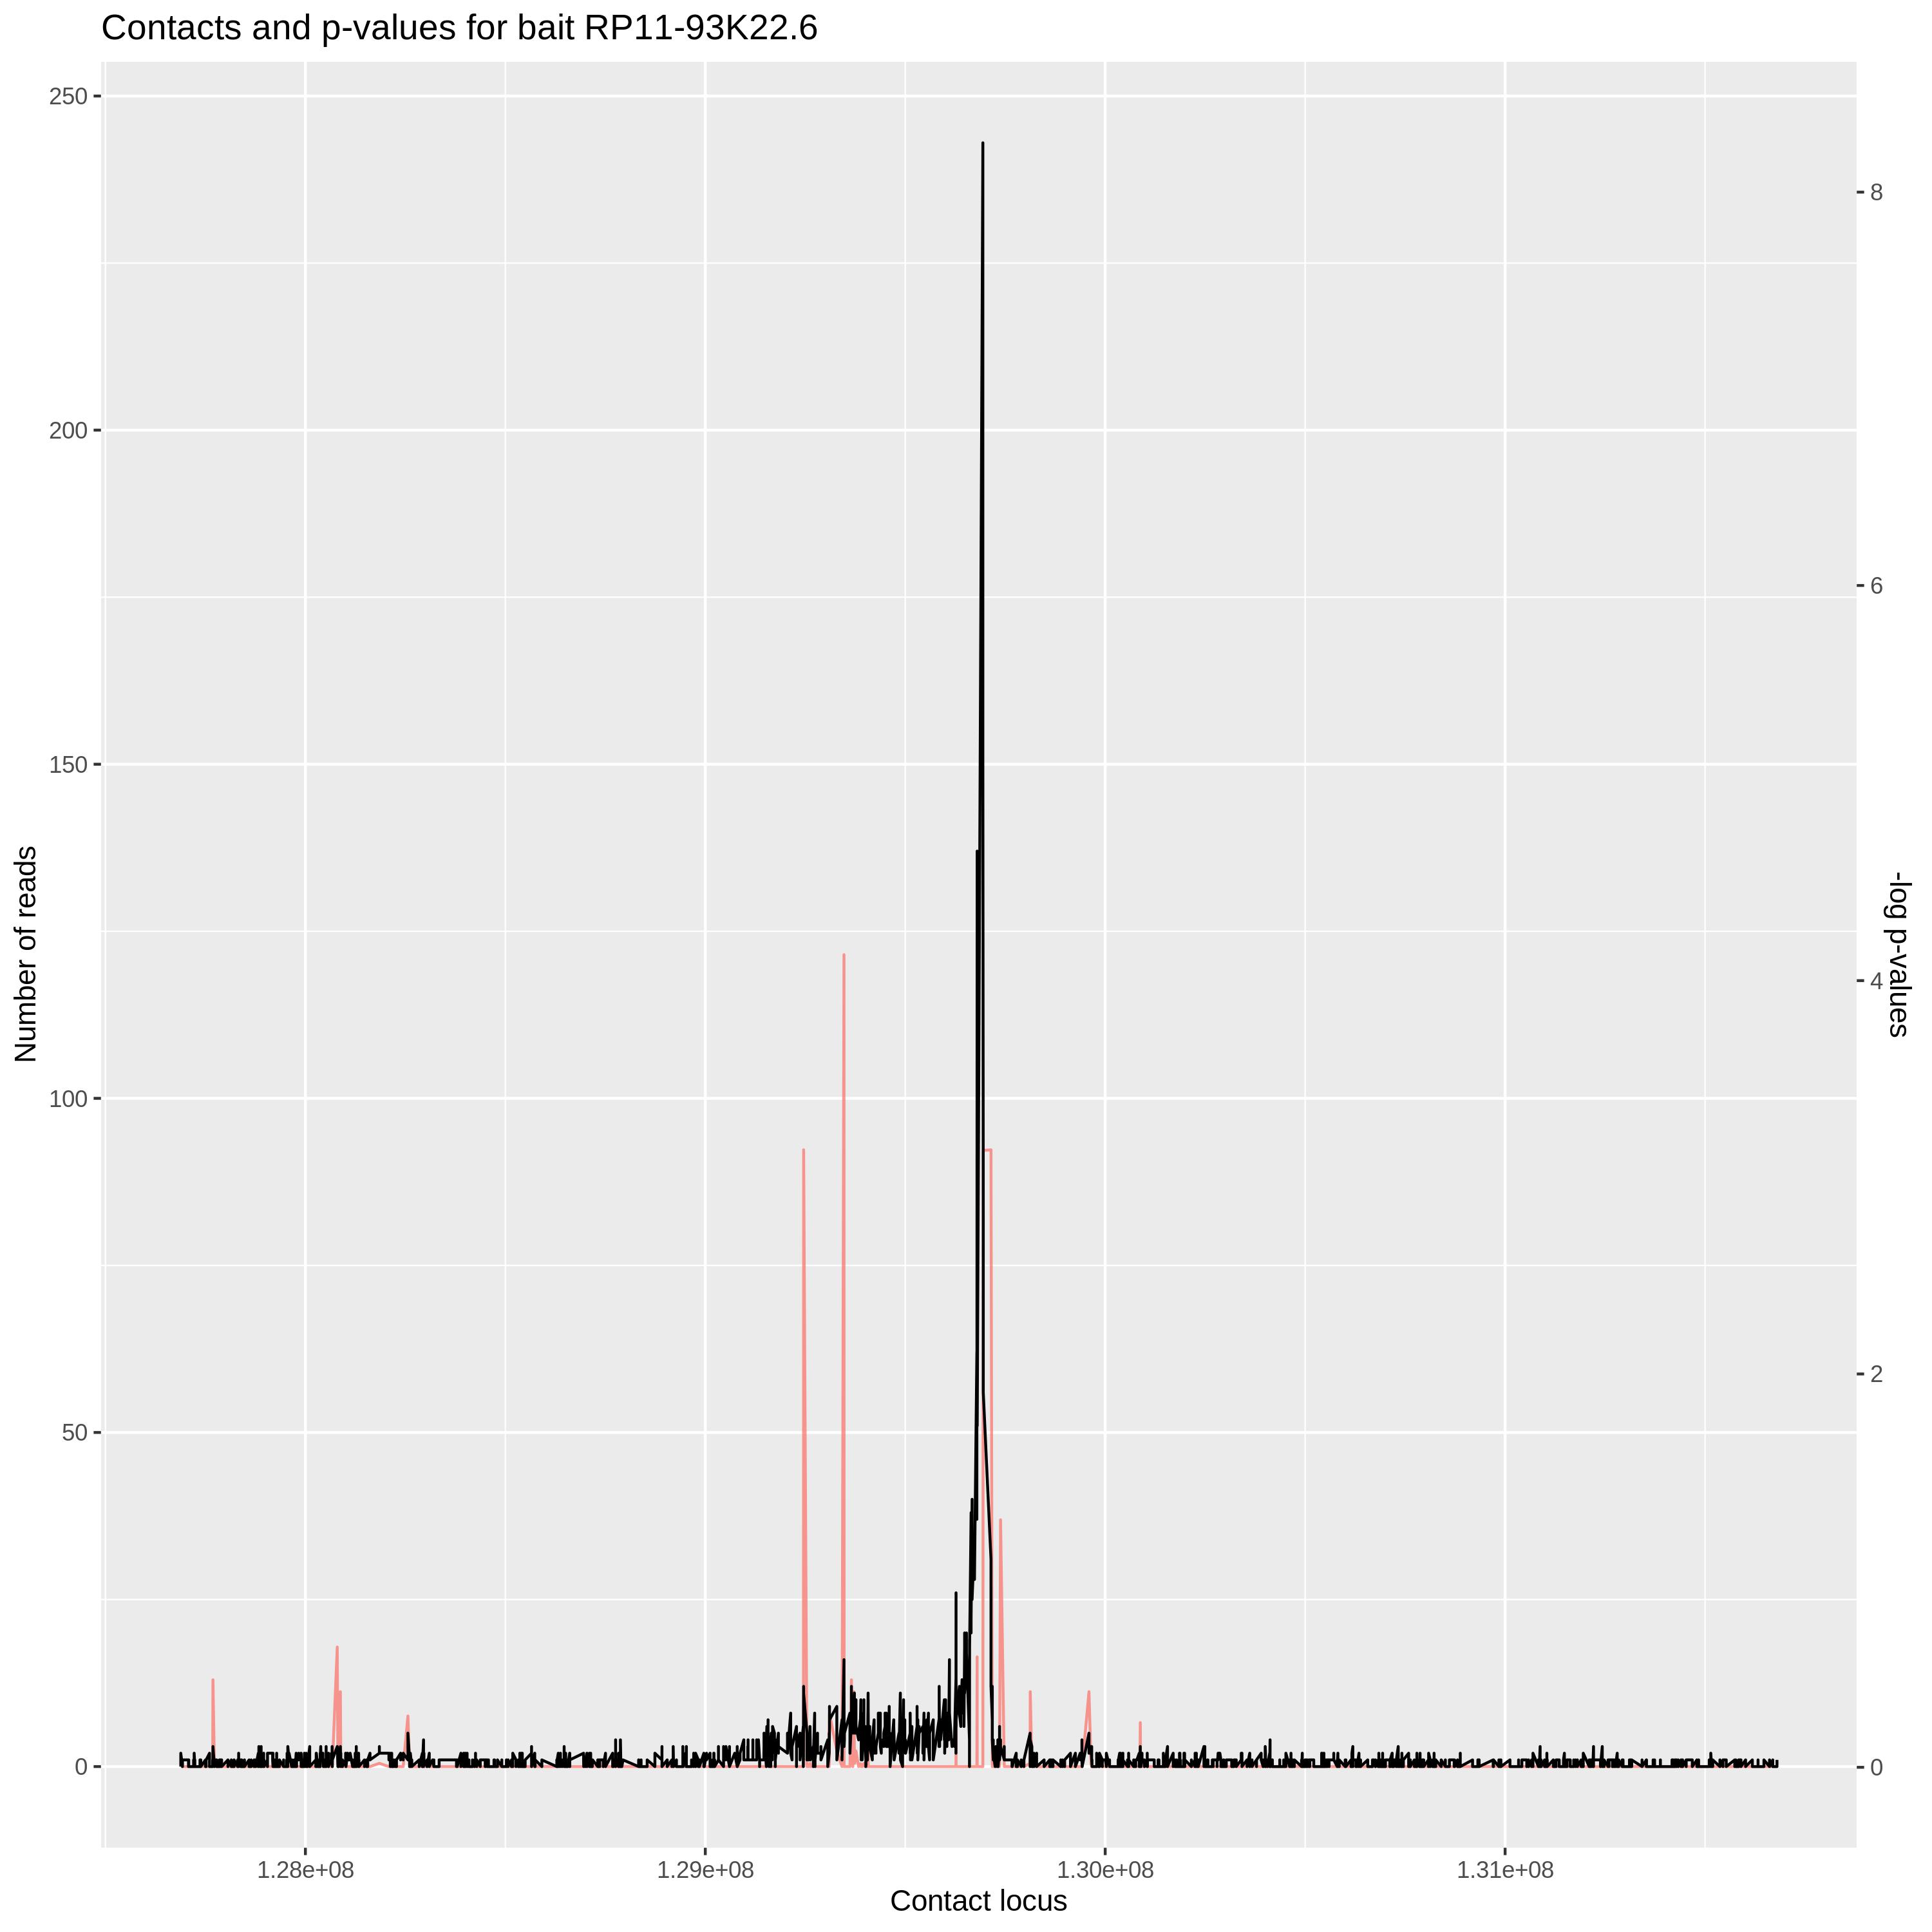 Contacts and p-values for bait RP11-93K22.6
250
200
150
100
50
0
Number of reads
8
6
4
2
0
-log p-values
1.28e+08
1.29e+08
1.30e+08
1.31e+08
Contact locus